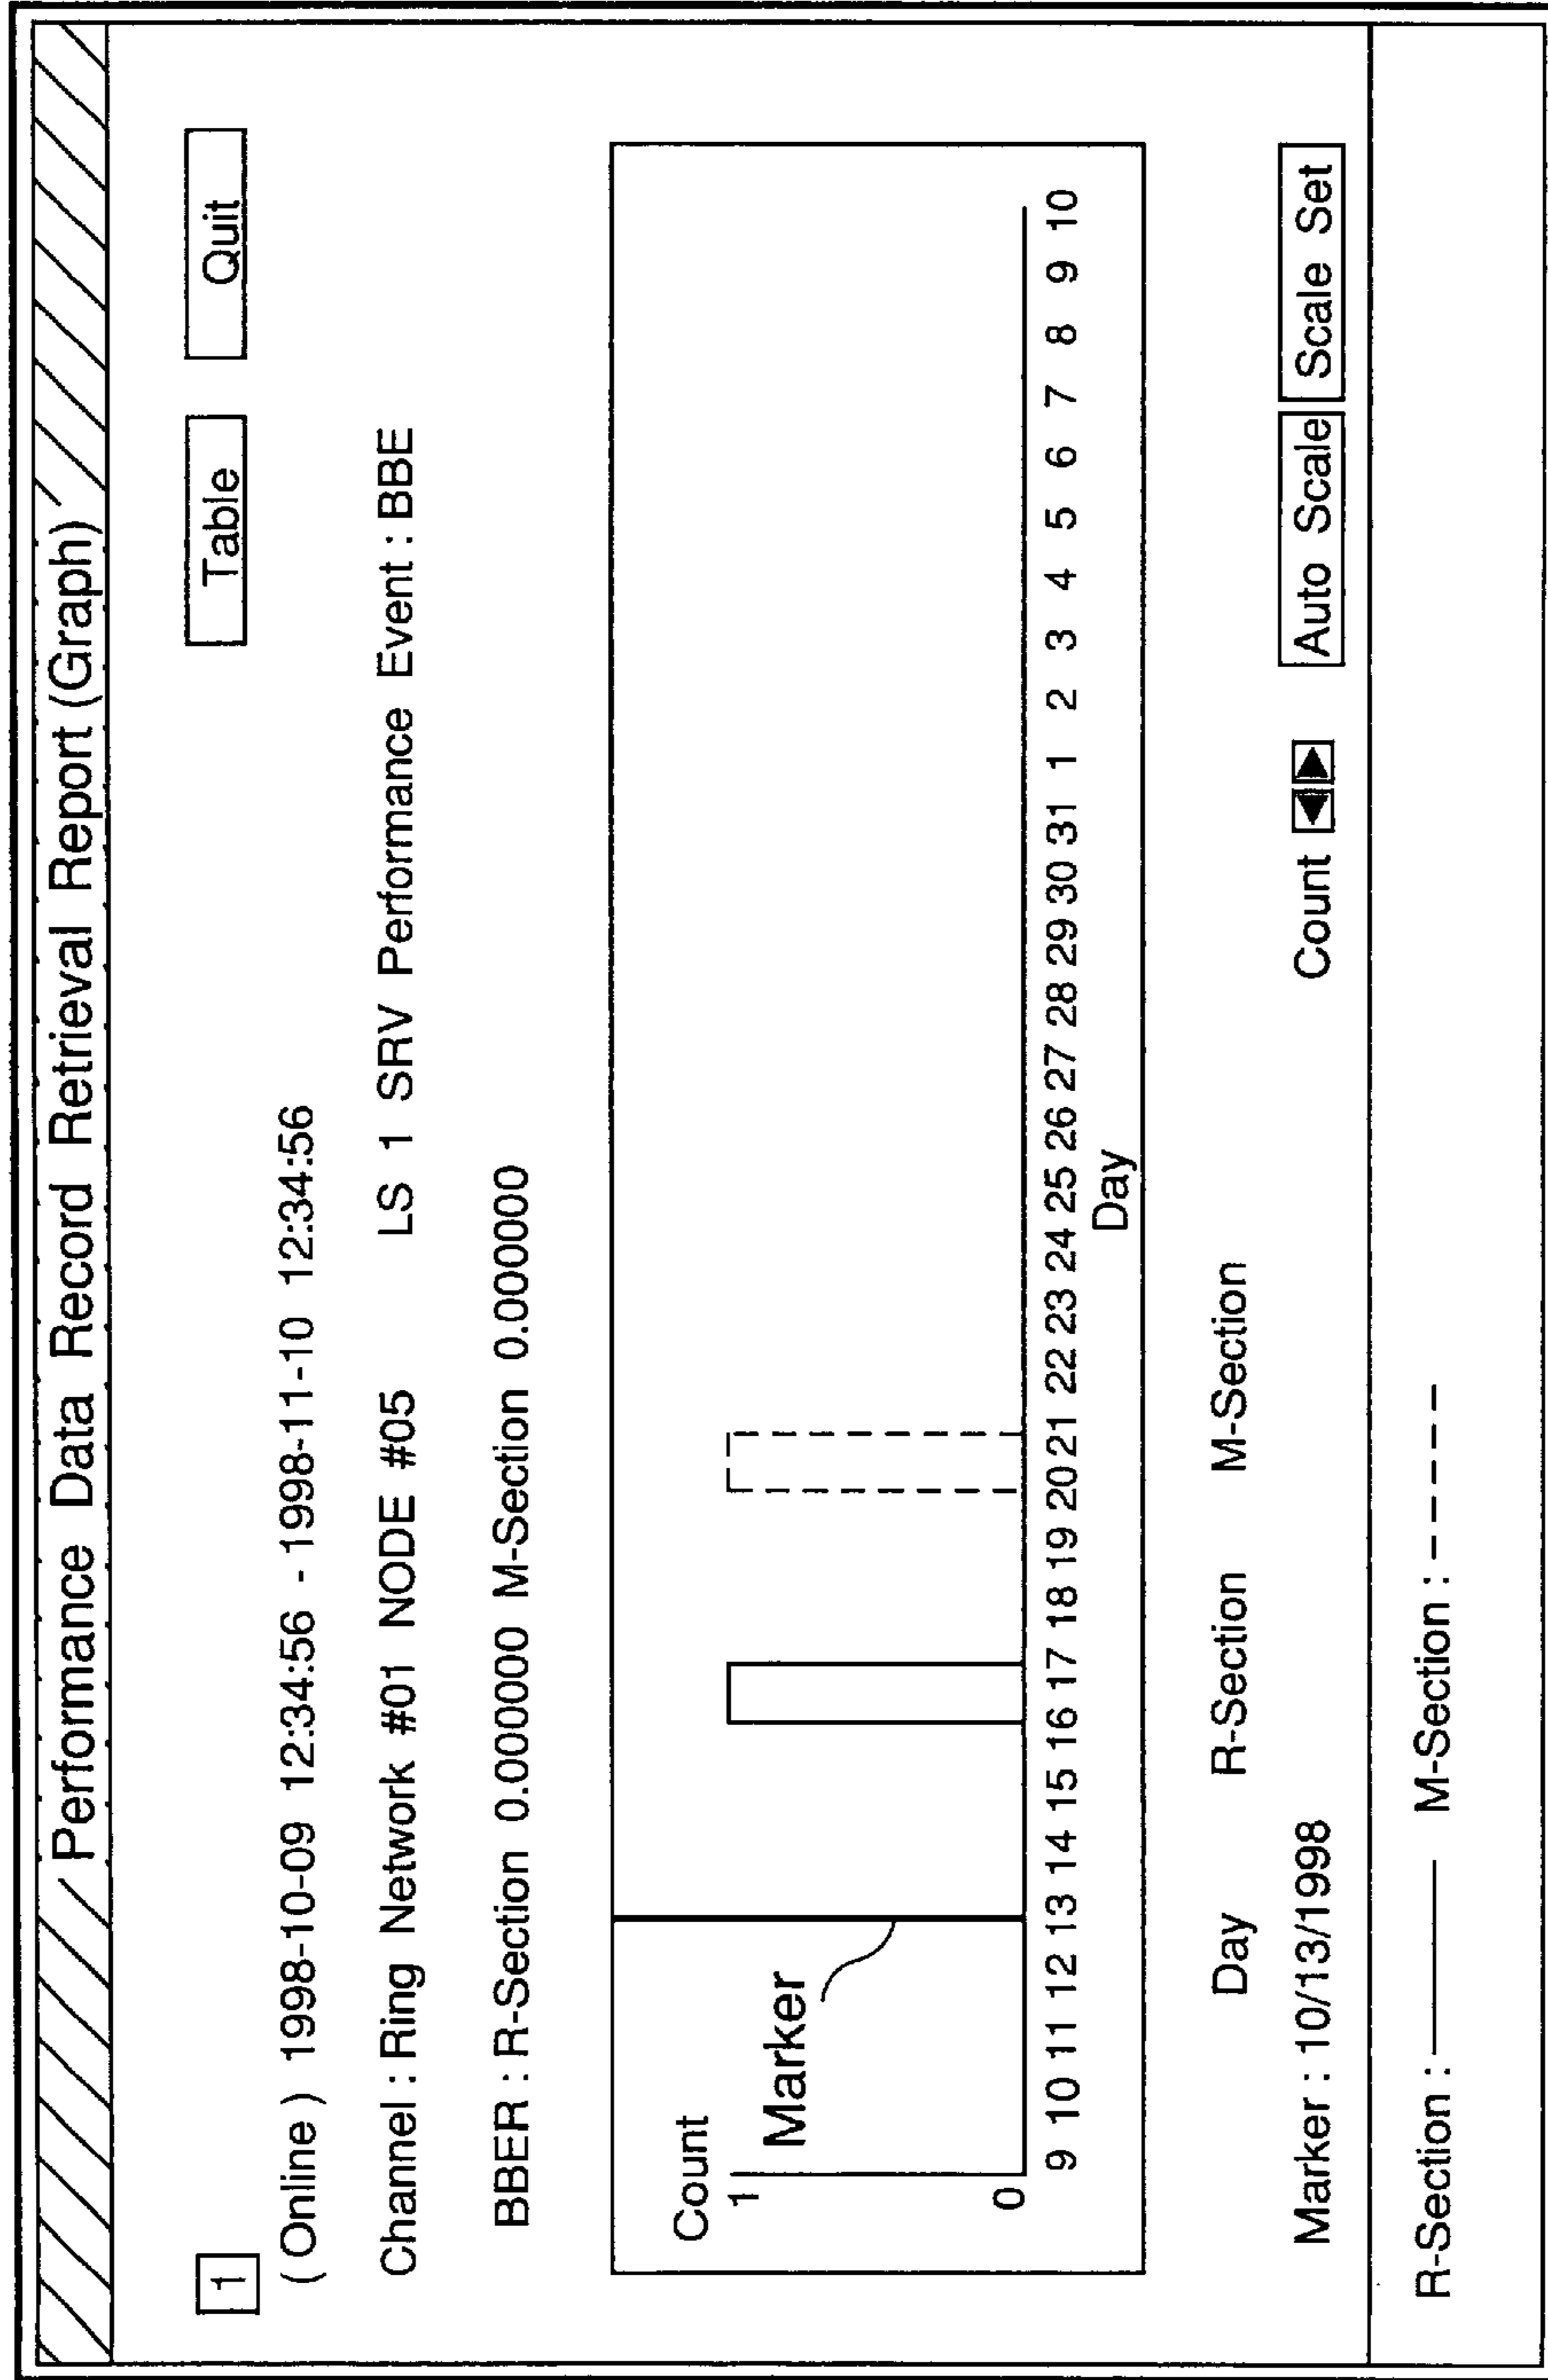 Performance Data Record Retrieval Report (Graph)
1
Table Quit
( Online ) 1998-10-09 12:34:56 - 1998-11-10 12:34:56
Channel : Ring Network #01 NODE #05 LS 1 SRV Performance Event : BBE
BBER : R-Section 0.000000 M-Section 0.000000
Count
1
Marker
0
9 10 11 12 13 14 15 16 17 18 19 20 21 22 23 24 25 26 27 28 29 30 31 1 2 3 4 5 6 7 8 9 10
Day
Day R-Section M-Section
Marker : 10/13/1998 Count ◀ ▶ Auto Scale Scale Set
R-Section : ——— M-Section : - - - - -